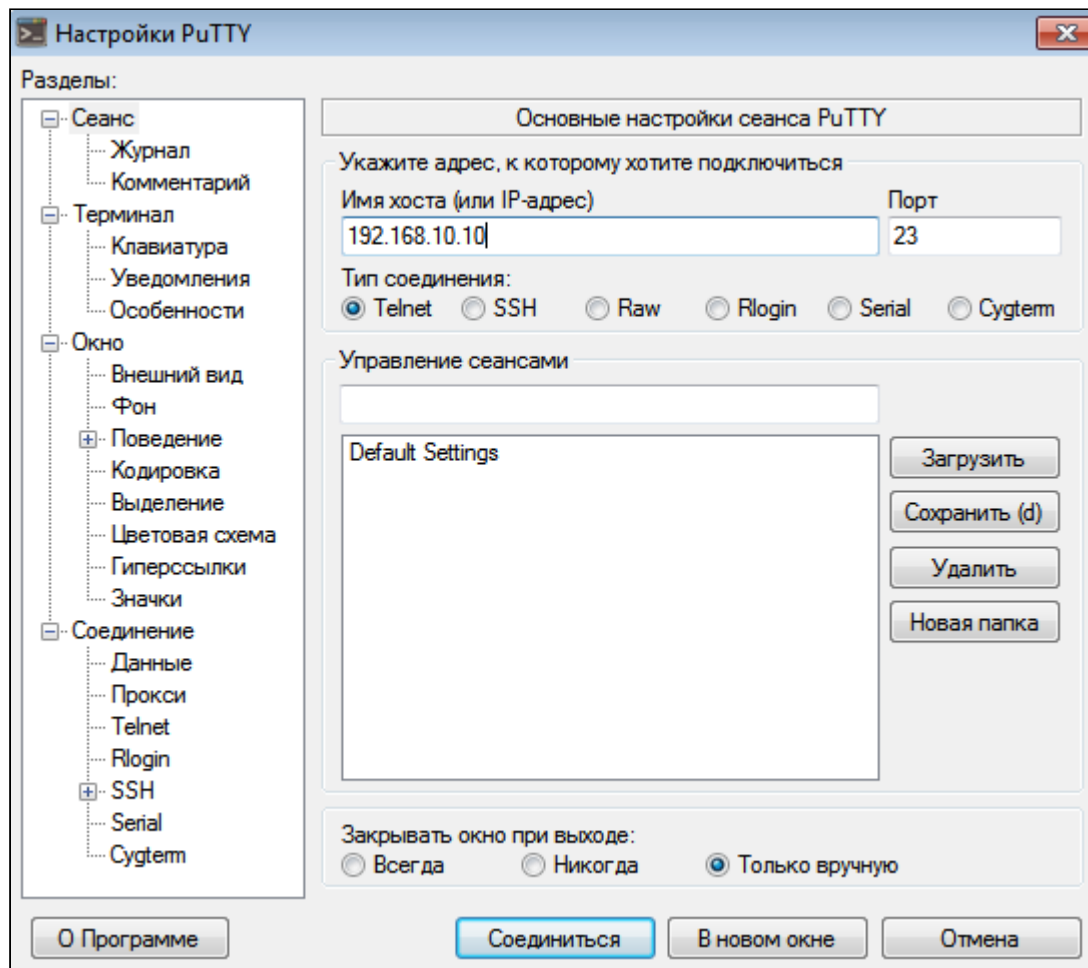 Настройки PuTTY
Разделы:
Сеанс
Журнал
Комментарий
Терминал
Клавиатура
Уведомления
Особенности
Окно
Внешний вид
Фон
Поведение
Кодировка
Выделение
Цветовая схема
Гиперссылки
Значки
Соединение
Данные
Прокси
Telnet
Rlogin
SSH
Serial
Cygterm
Основные настройки сеанса PuTTY
Укажите адрес, к которому хотите подключиться
Имя хоста (или IP-адрес) Порт
192.168.10.10 23
Тип соединения:
Telnet SSH Raw Rlogin Serial Cygterm
Управление сеансами
Default Settings
Загрузить
Сохранить (d)
Удалить
Новая папка
Закрывать окно при выходе:
Всегда Никогда Только вручную
О Программе Соединиться В новом окне Отмена